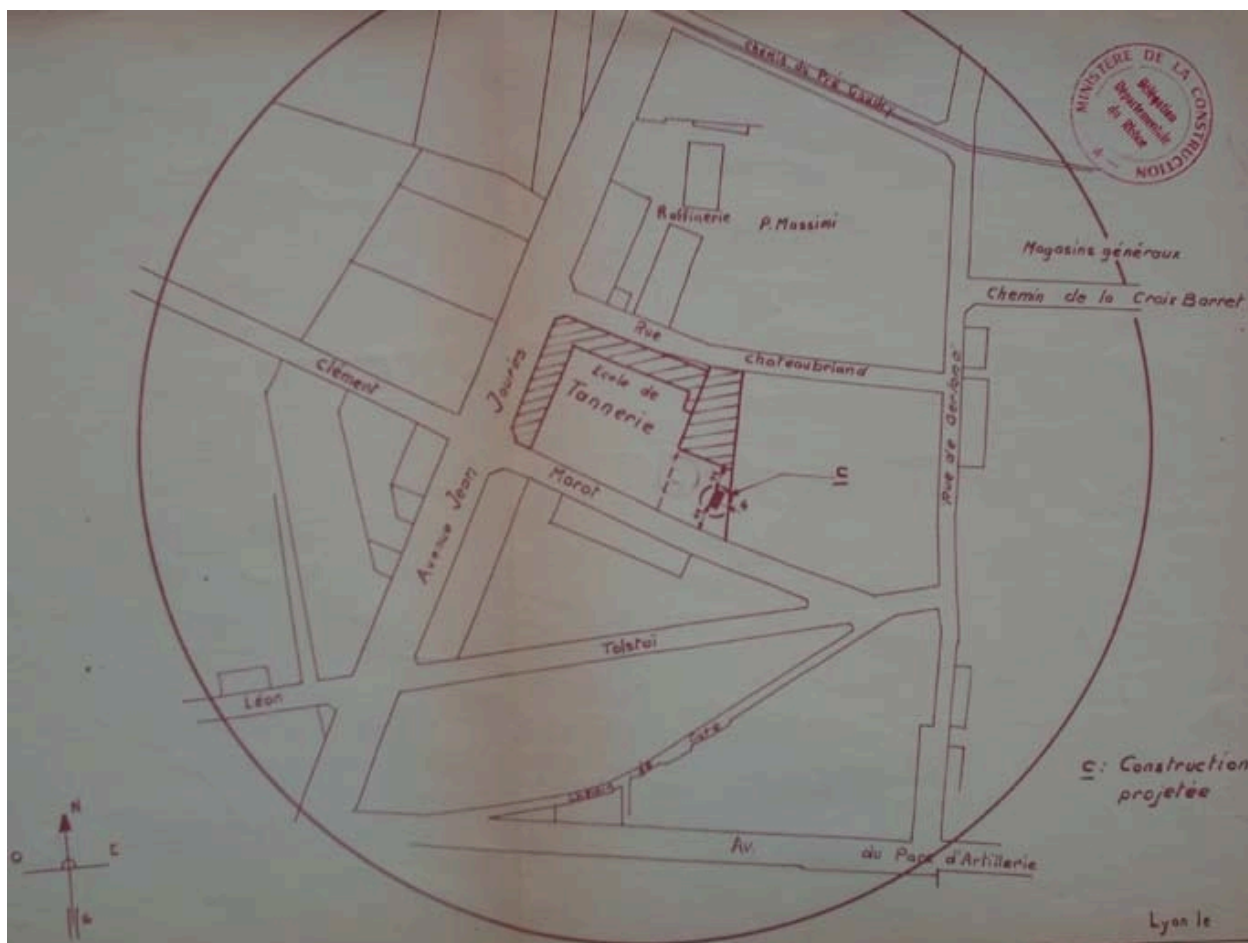 Chemin du Pré Gaudry
MINISTERE DE LA CONSTRUCTION
Délégation
Départementale
du Rhône
Raffinerie
P. Massimi
Magasins généraux
Chemin de la Croix Barret
Rue
Chateaubriand
Ecole de
Tannerie
Clément
Marot
Avenue Jean
Jaurès
Rue de Gerland
C
Tolstoï
Léon
Chemin de
Av.
du Parc d'Artillerie
C : Construction
projetée
N
O
E
S
Lyon le